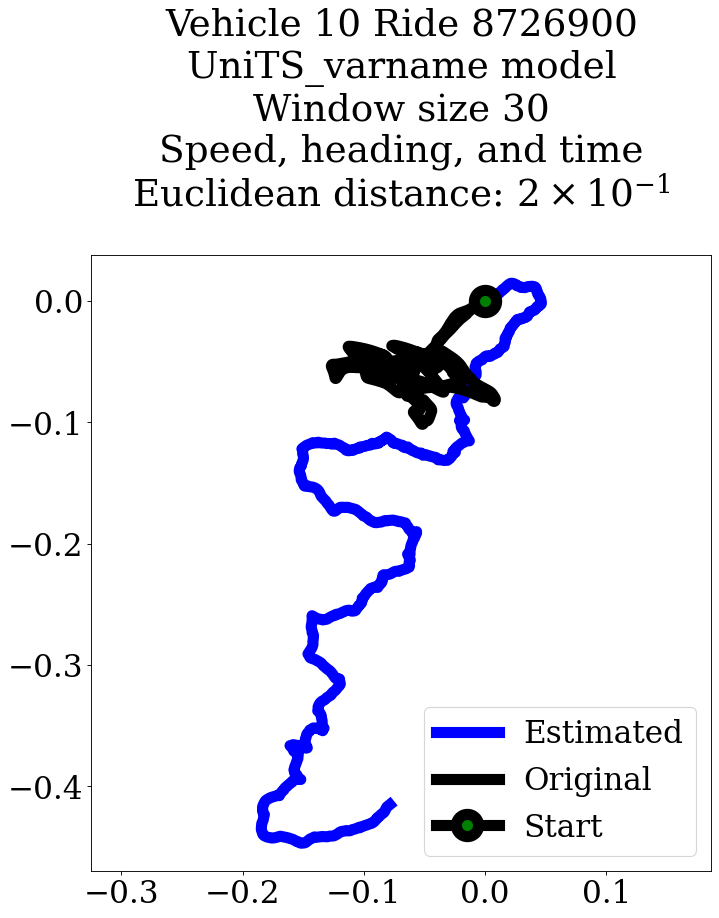 Vehicle 10 Ride 8726900
UniTS_varname model
Window size 30
Speed, heading, and time
Euclidean distance: 2 × 10⁻¹
0.0
−0.1
−0.2
−0.3
−0.4
Estimated
Original
Start
−0.3 −0.2 −0.1 0.0 0.1